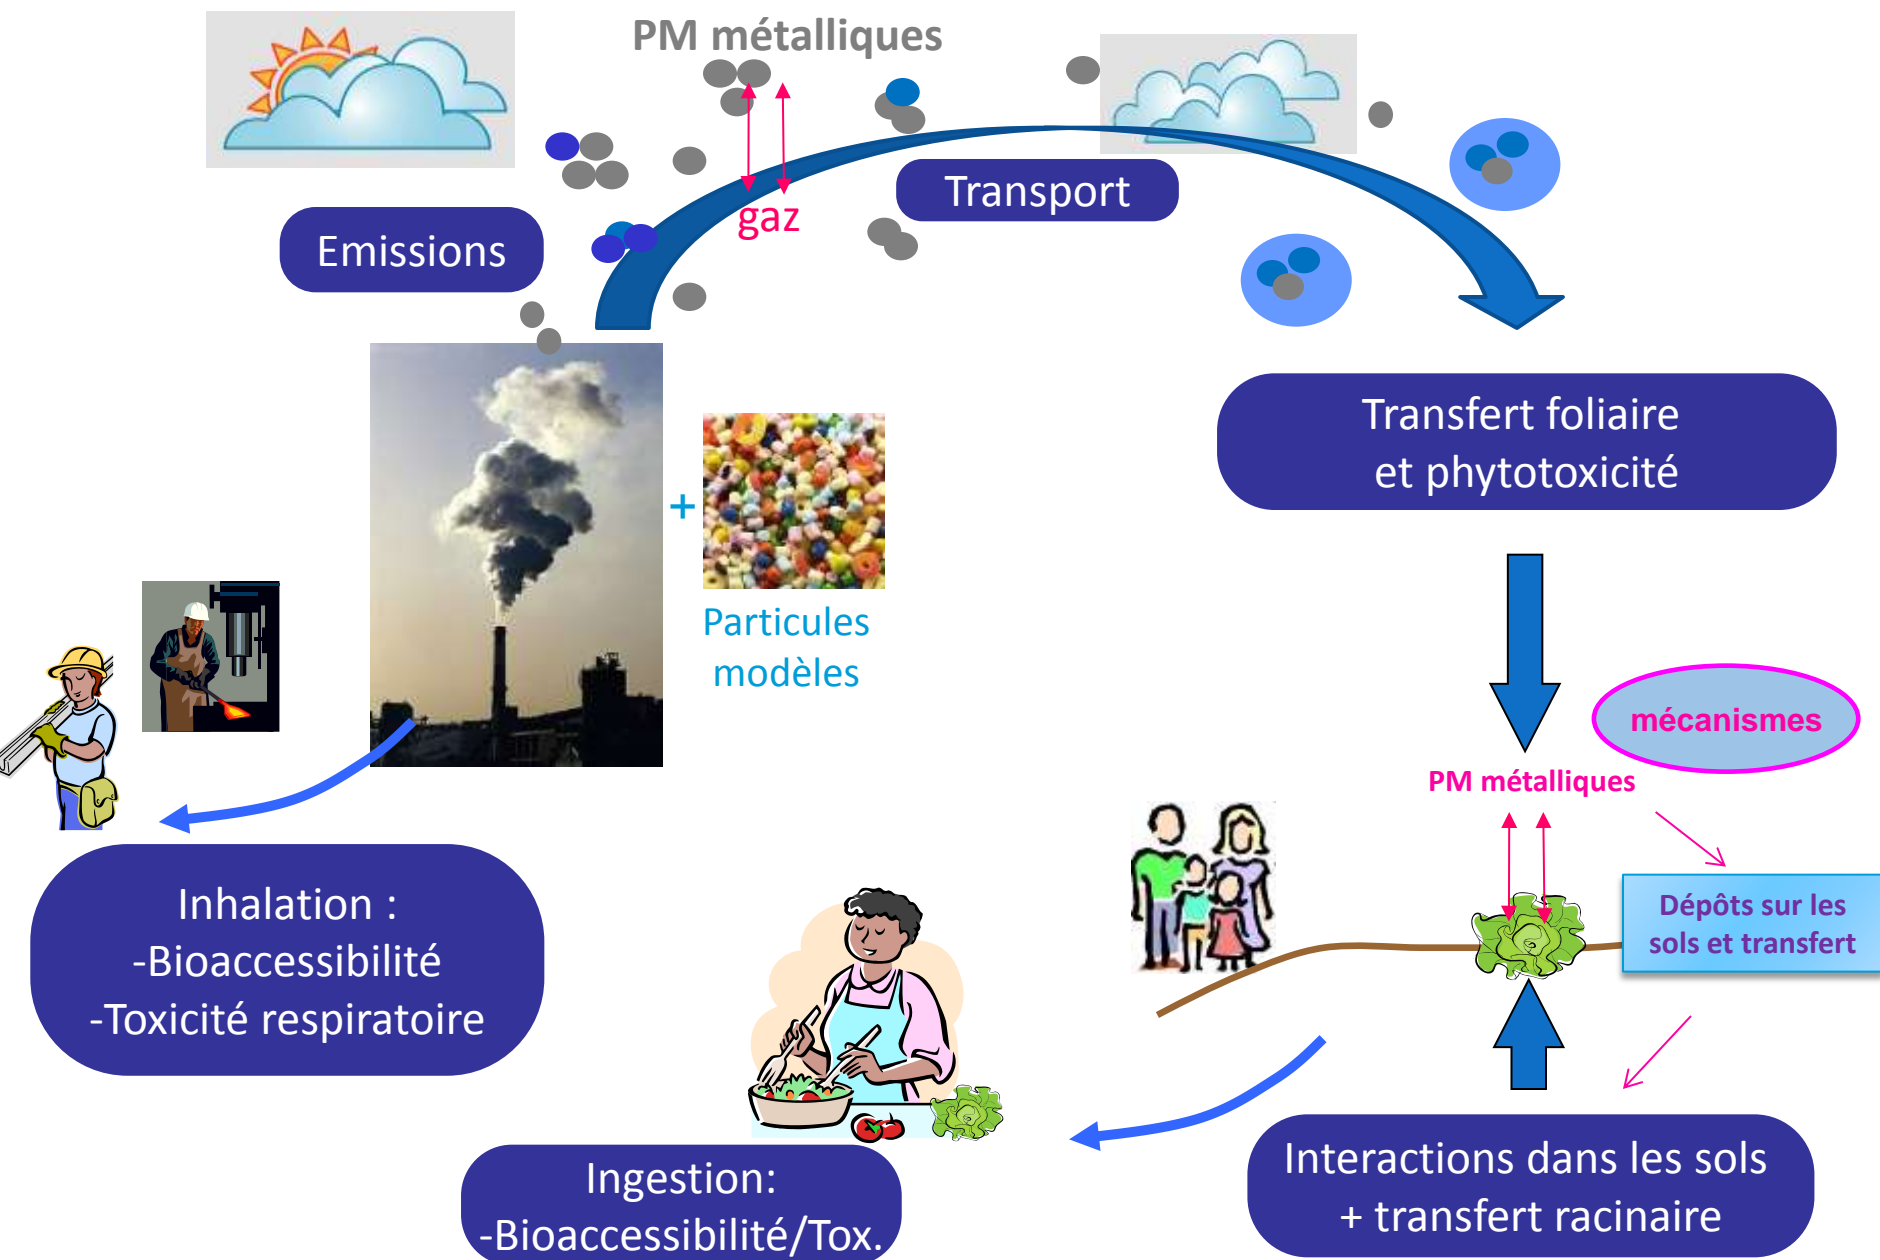 PM métalliques
gaz
Transport
Emissions
Transfert foliaire
et phytotoxicité
+
Particules
modèles
mécanismes
PM métalliques
Dépôts sur les
sols et transfert
Inhalation :
-Bioaccessibilité
-Toxicité respiratoire
Ingestion:
-Bioaccessibilité/Tox.
Interactions dans les sols
+ transfert racinaire